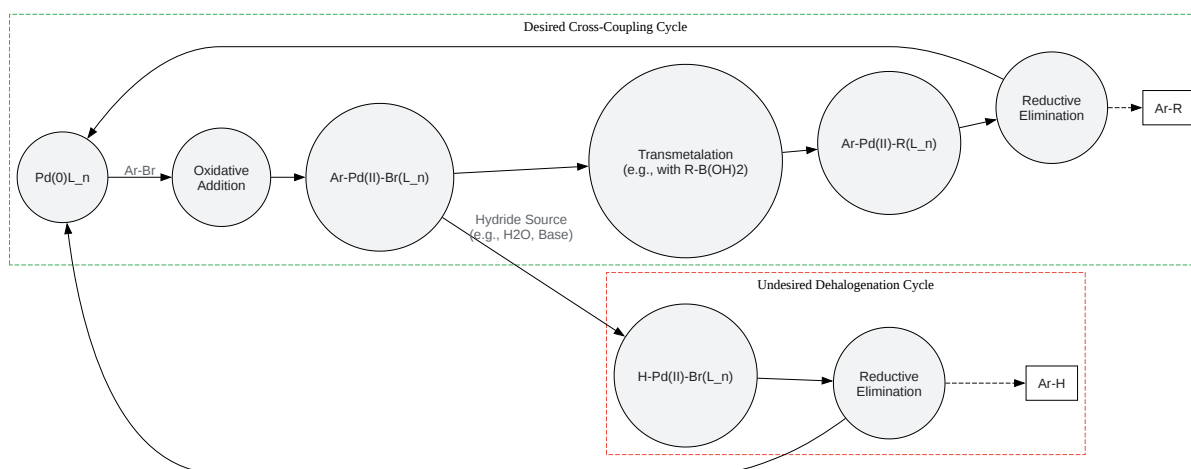 Desired Cross-Coupling Cycle
Pd(0)L_n
Ar-Br
Oxidative
Addition
Ar-Pd(II)-Br(L_n)
Transmetalation
(e.g., with R-B(OH)2)
Ar-Pd(II)-R(L_n)
Reductive
Elimination
Ar-R
Hydride Source
(e.g., H2O, Base)
Undesired Dehalogenation Cycle
H-Pd(II)-Br(L_n)
Reductive
Elimination
Ar-H